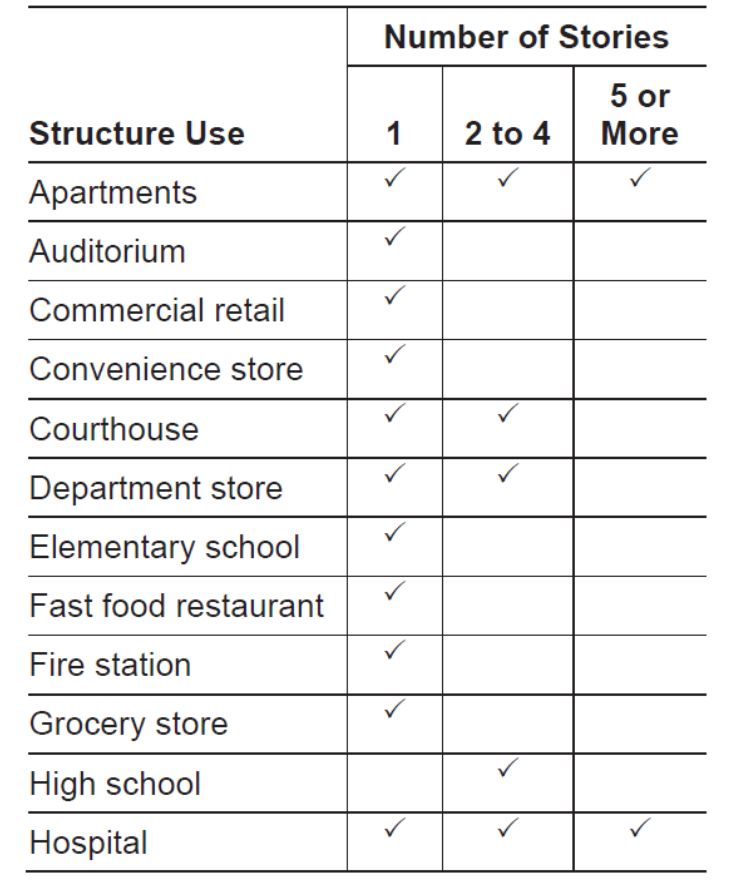 Number of Stories
Structure Use 1 2 to 4 5 or More
Apartments ✓ ✓ ✓
Auditorium ✓
Commercial retail ✓
Convenience store ✓
Courthouse ✓ ✓
Department store ✓ ✓
Elementary school ✓
Fast food restaurant ✓
Fire station ✓
Grocery store ✓
High school ✓
Hospital ✓ ✓ ✓